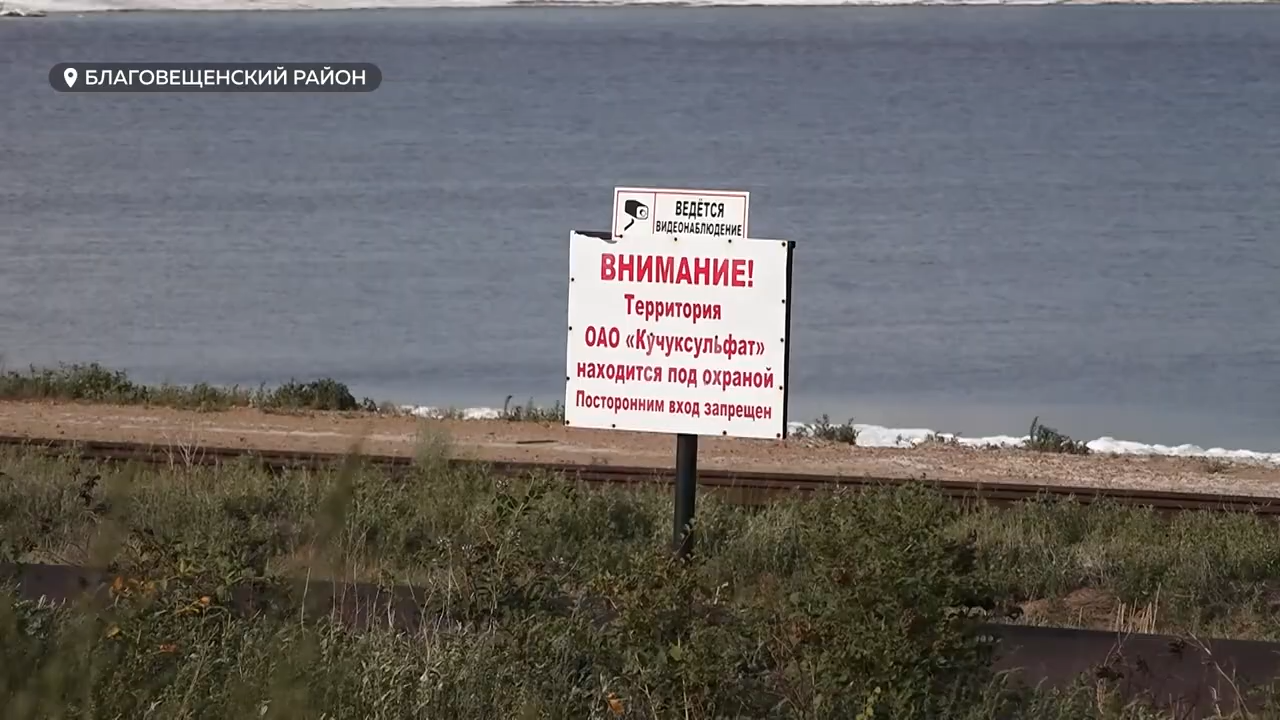 БЛАГОВЕЩЕНСКИЙ РАЙОН
ВЕДЁТСЯ
ВИДЕОНАБЛЮДЕНИЕ
ВНИМАНИЕ!
Территория
ОАО «Кучуксульфат»
находится под охраной
Посторонним вход запрещен